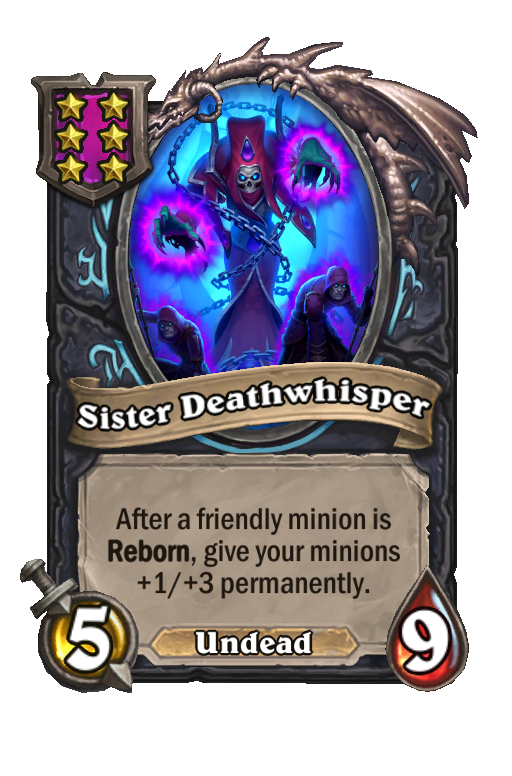 Sister Deathwhisper
After a friendly minion is
Reborn, give your minions
+1/+3 permanently.
5
Undead
9